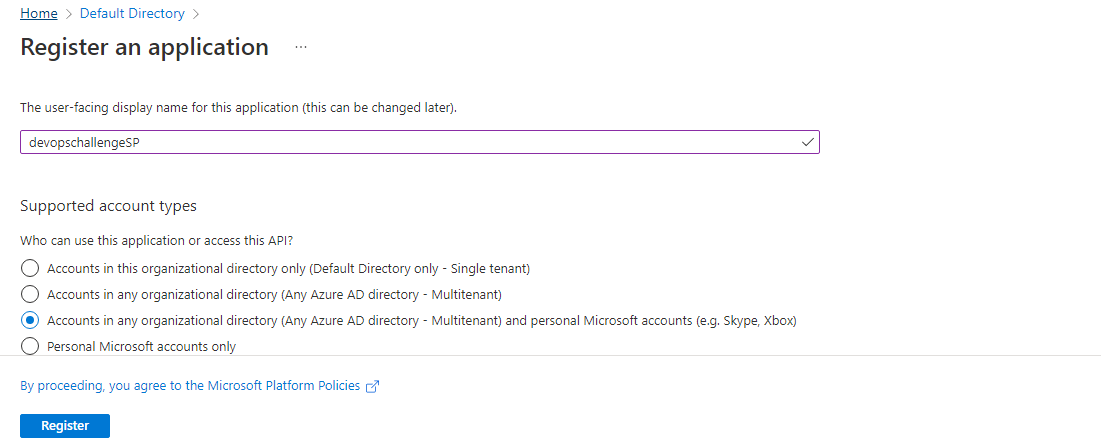 Home > Default Directory >
Register an application ...
The user-facing display name for this application (this can be changed later).
devopschallengeSP
Supported account types
Who can use this application or access this API?
Accounts in this organizational directory only (Default Directory only - Single tenant)
Accounts in any organizational directory (Any Azure AD directory - Multitenant)
Accounts in any organizational directory (Any Azure AD directory - Multitenant) and personal Microsoft accounts (e.g. Skype, Xbox)
Personal Microsoft accounts only
By proceeding, you agree to the Microsoft Platform Policies
Register